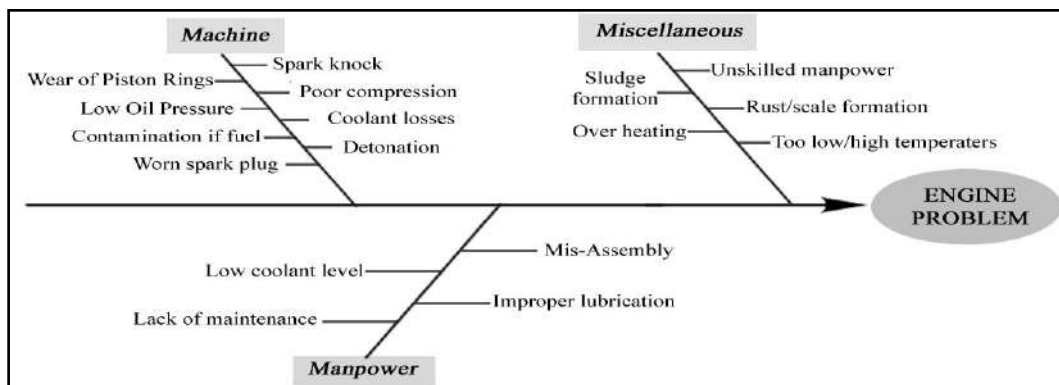 Machine
Miscellaneous
Spark knock
Wear of Piston Rings
Poor compression
Low Oil Pressure
Coolant losses
Contamination if fuel
Detonation
Worn spark plug
Unskilled manpower
Sludge
formation
Rust/scale formation
Over heating
Too low/high temperaters
ENGINE
PROBLEM
Mis-Assembly
Low coolant level
Improper lubrication
Lack of maintenance
Manpower